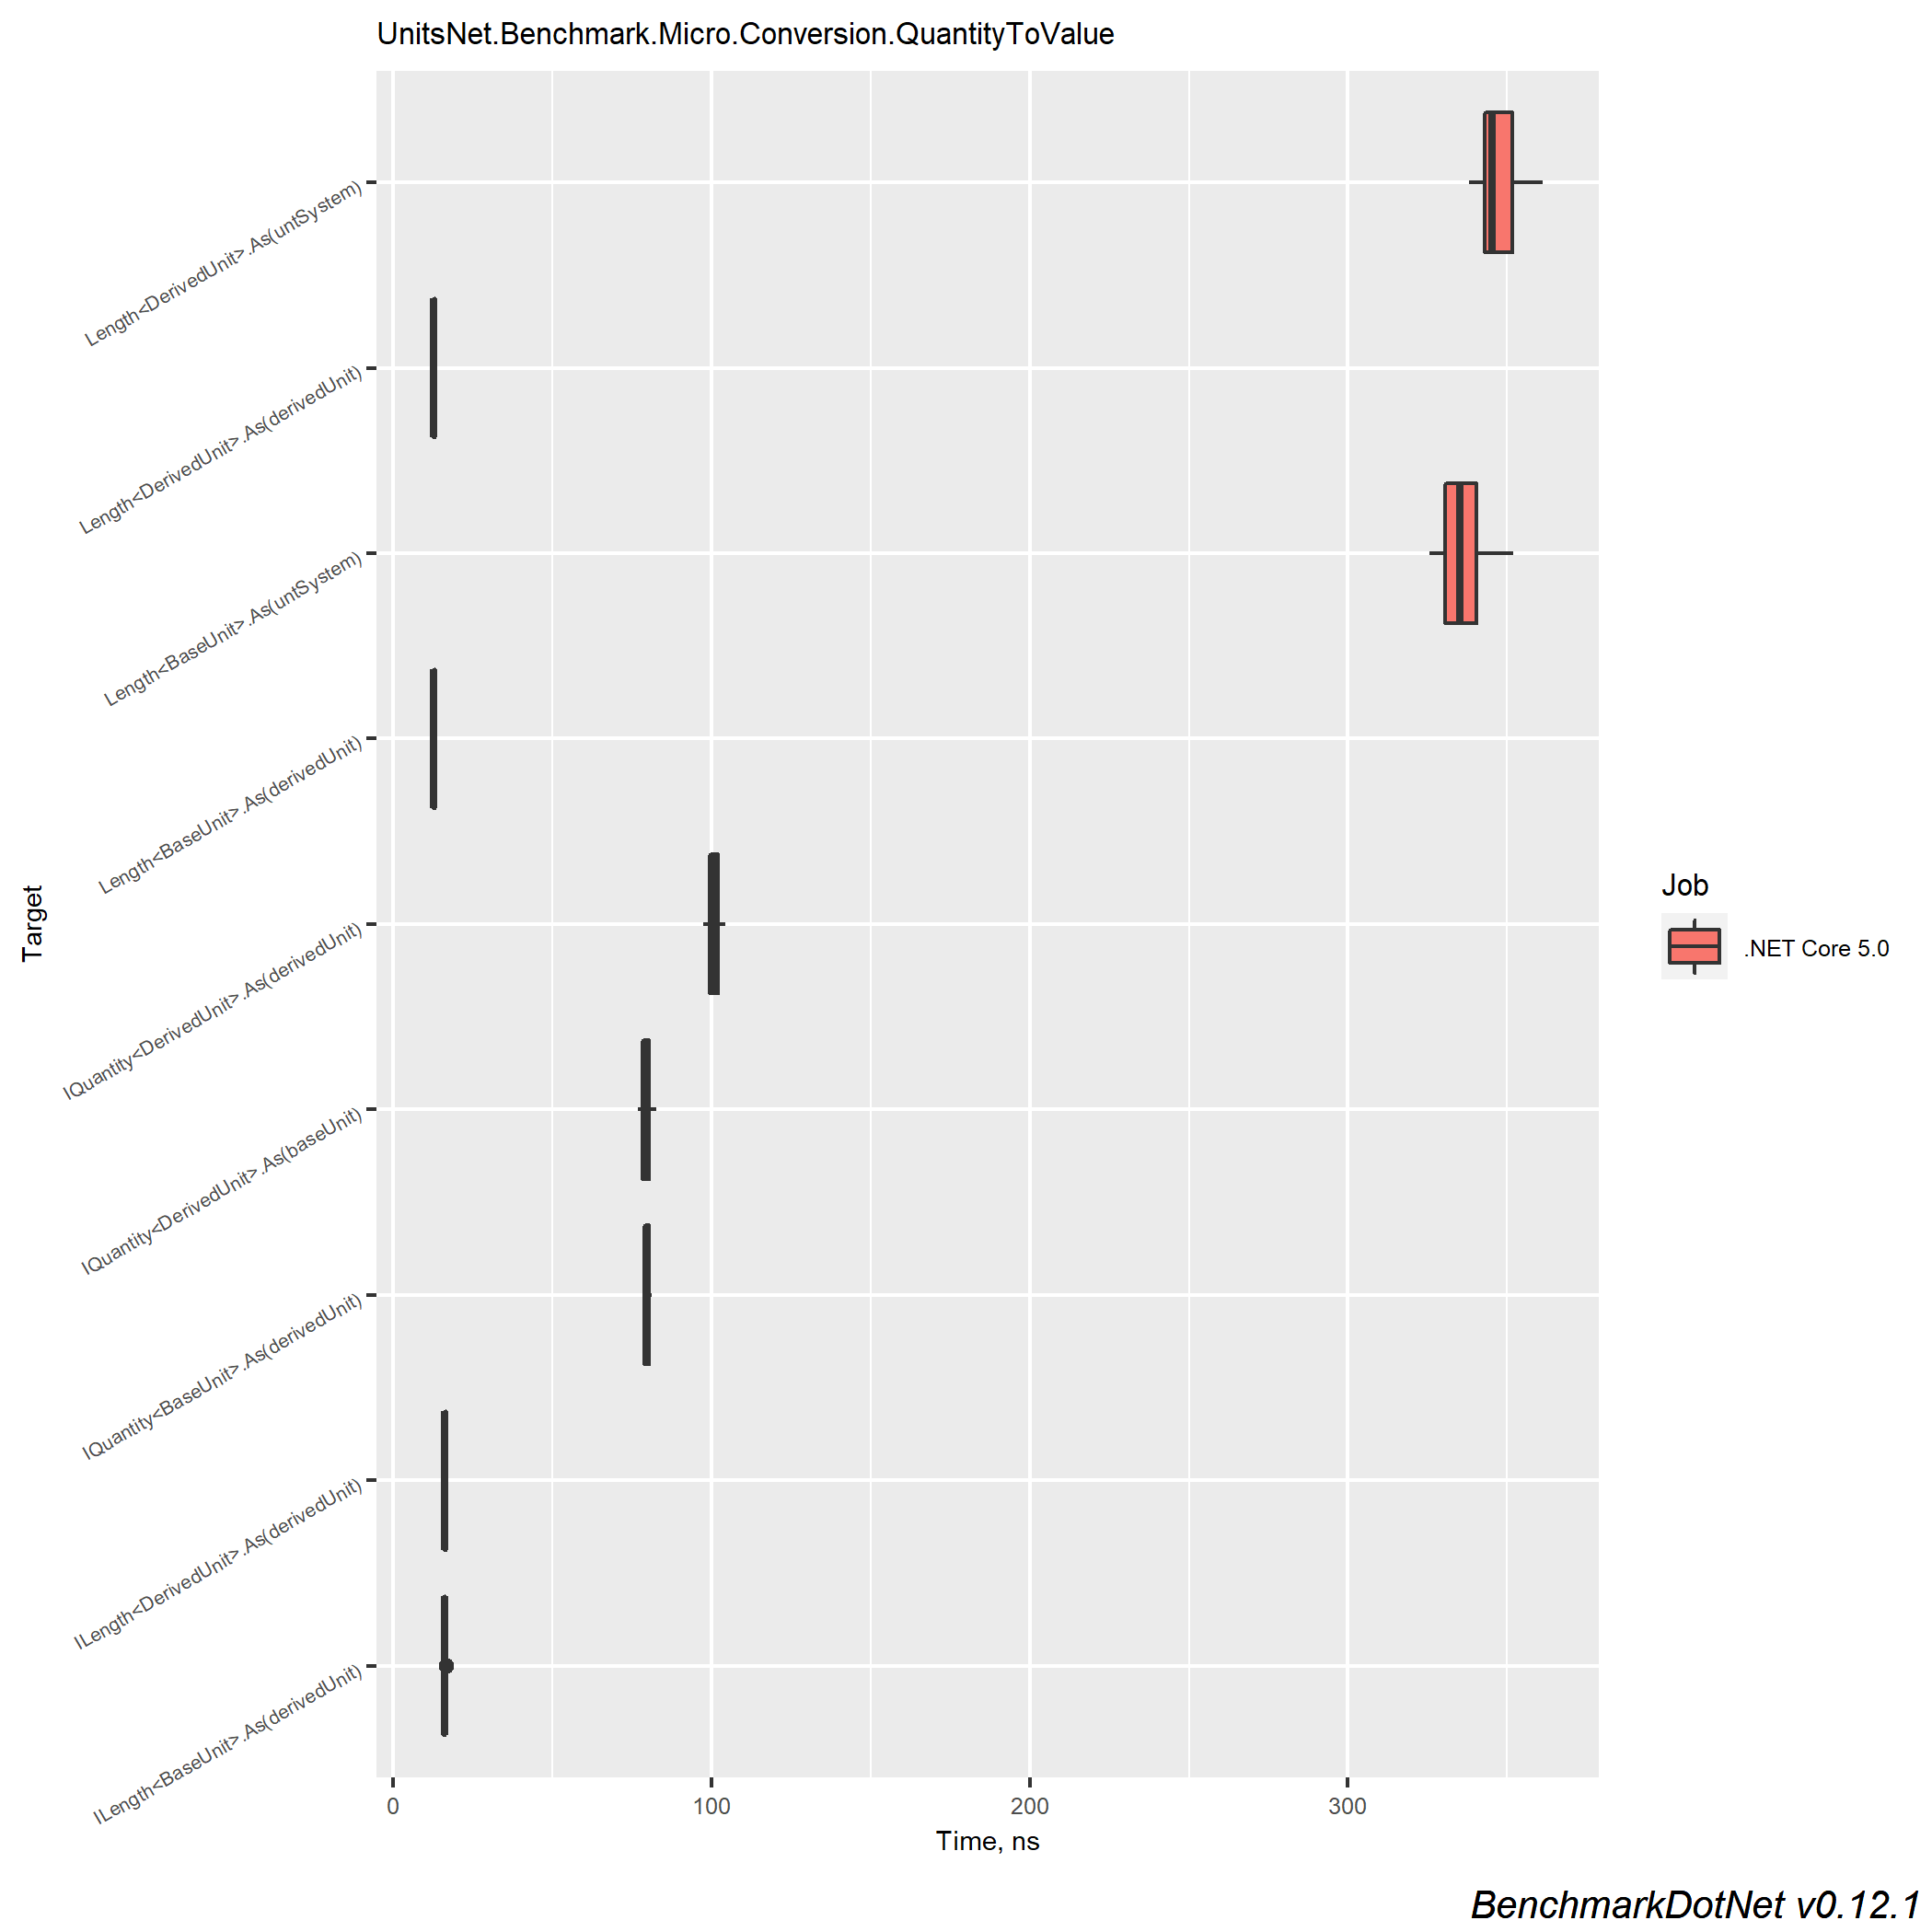 UnitsNet.Benchmark.Micro.Conversion.QuantityToValue
Length<DerivedUnit>.As(untSystem)
Length<DerivedUnit>.As(derivedUnit)
Length<BaseUnit>.As(untSystem)
Length<BaseUnit>.As(derivedUnit)
IQuantity<DerivedUnit>.As(derivedUnit)
IQuantity<DerivedUnit>.As(baseUnit)
IQuantity<BaseUnit>.As(derivedUnit)
ILength<DerivedUnit>.As(derivedUnit)
ILength<BaseUnit>.As(derivedUnit)
Target
0 100 200 300
Time, ns
Job
.NET Core 5.0
BenchmarkDotNet v0.12.1